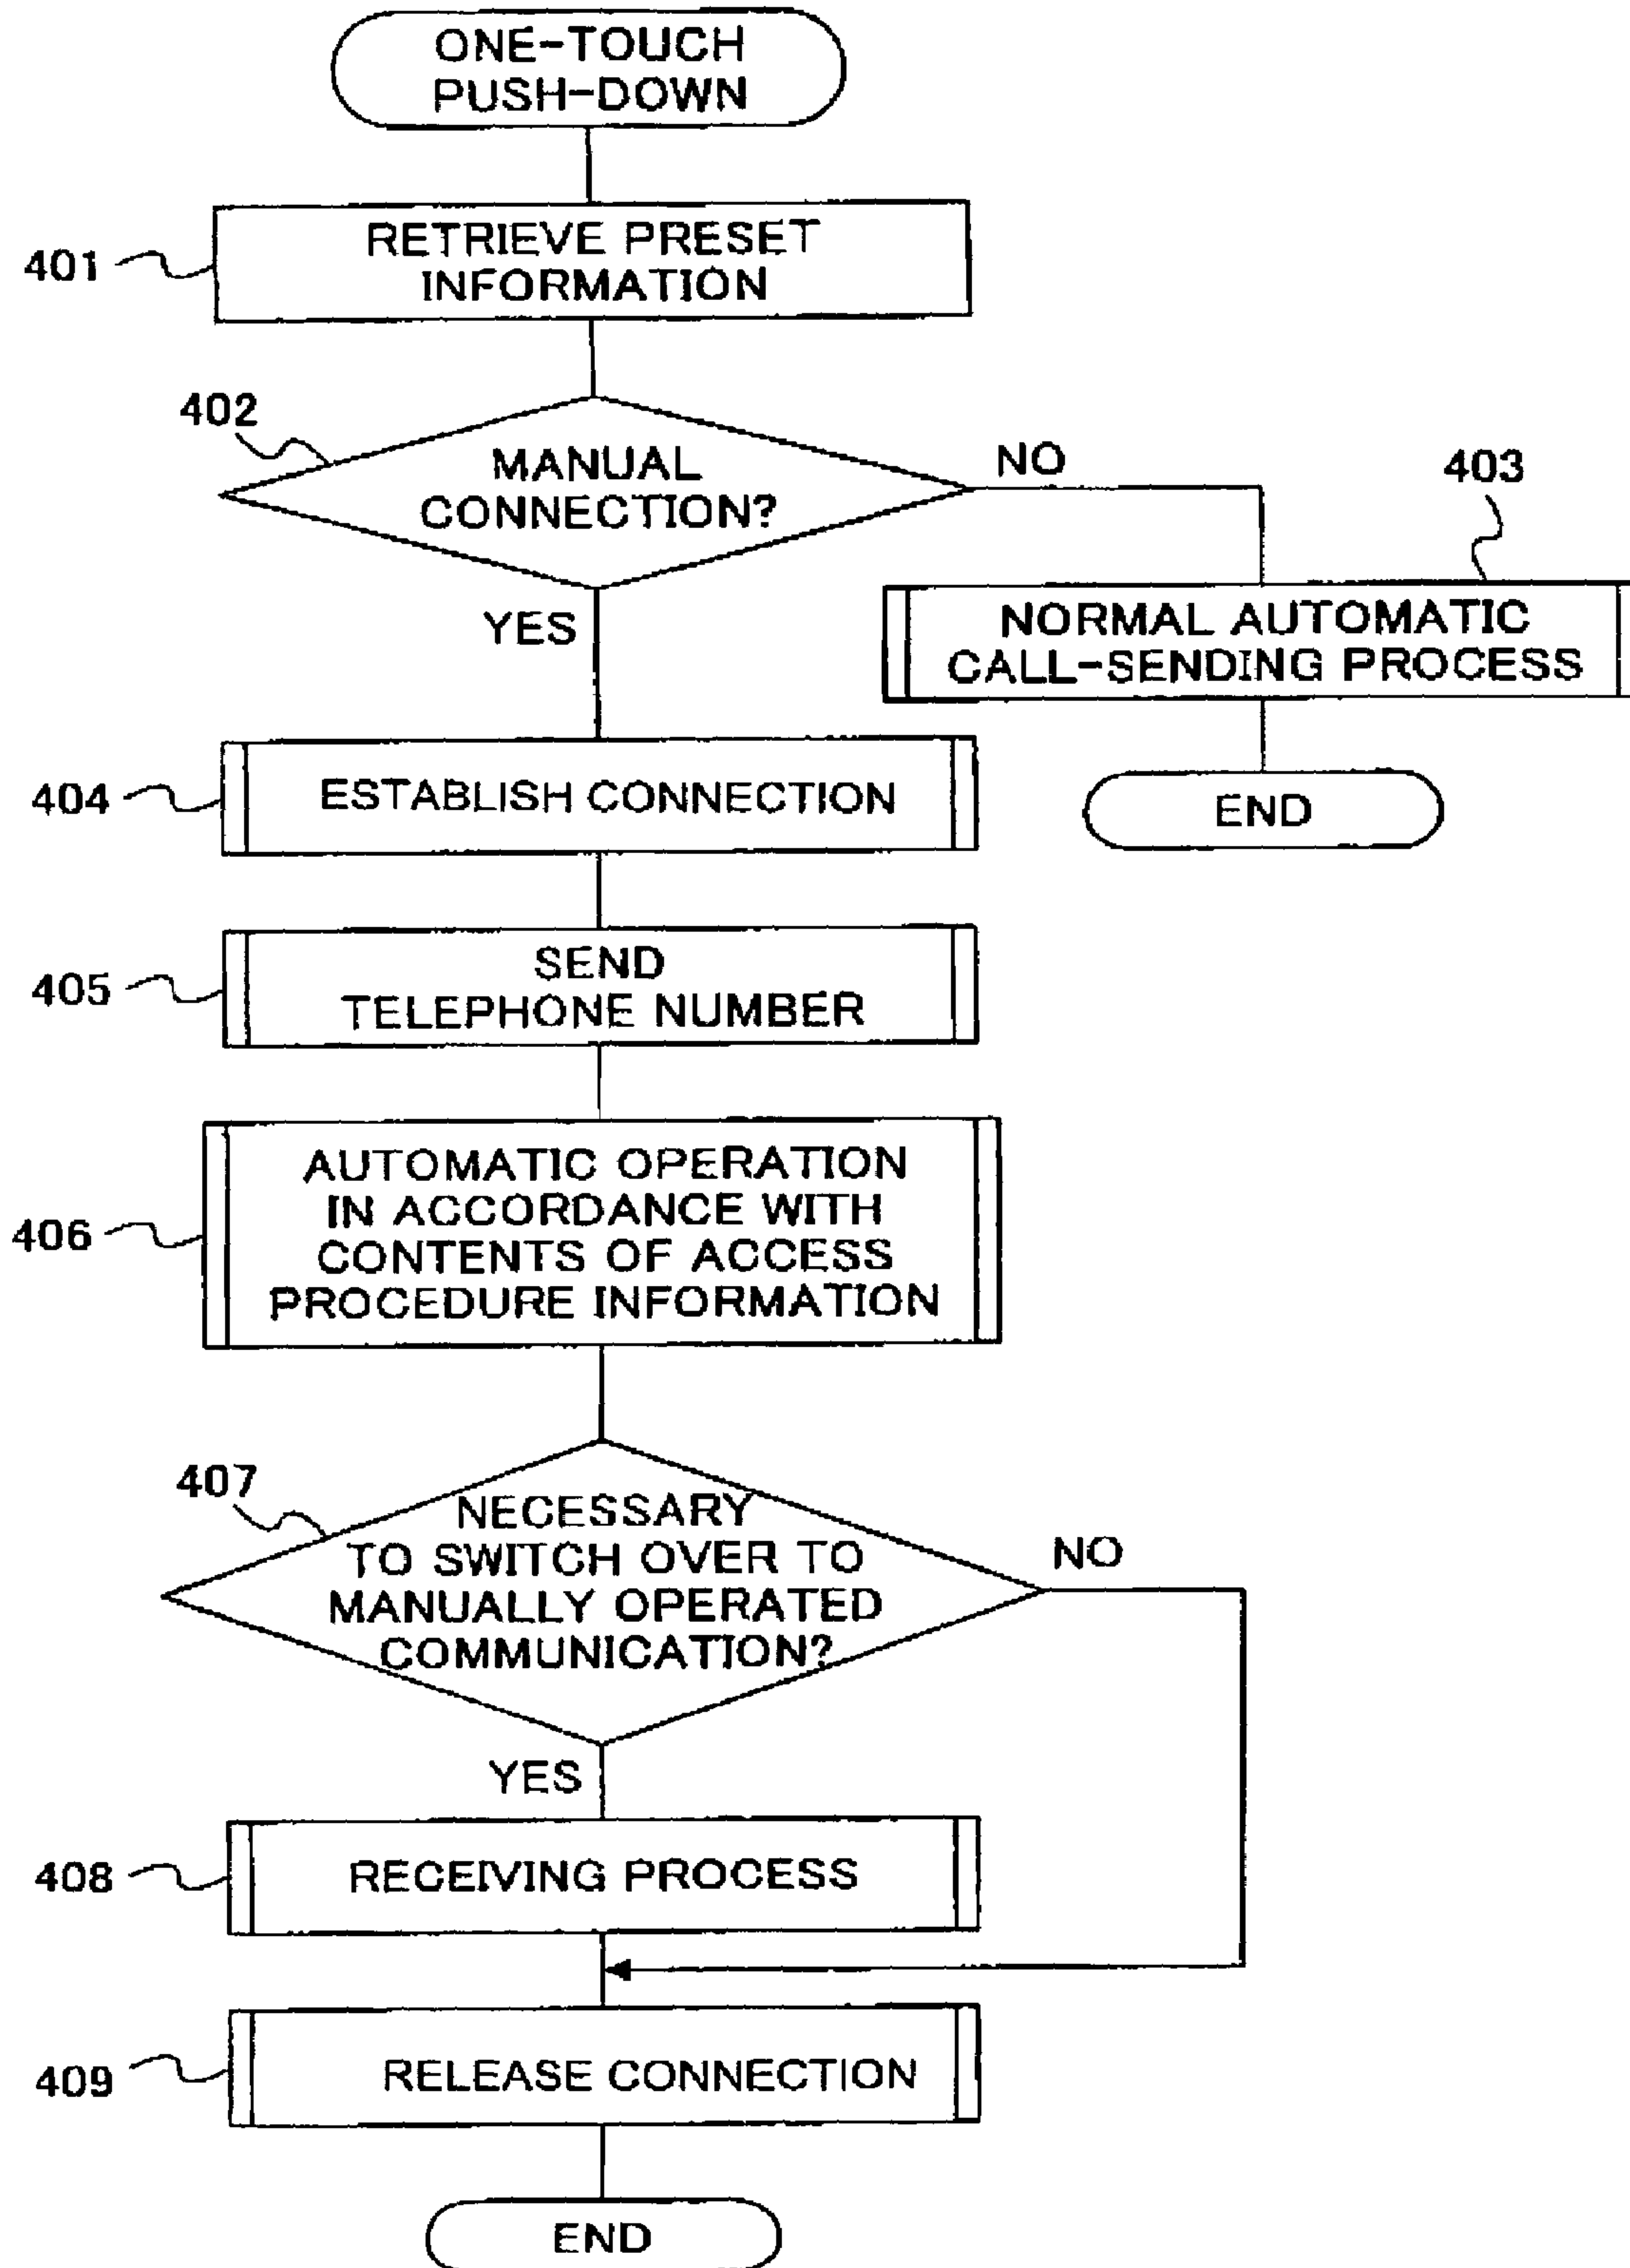 ONE-TOUCH
PUSH-DOWN
401
RETRIEVE PRESET
INFORMATION
402
MANUAL
CONNECTION?
NO
403
YES
NORMAL AUTOMATIC
CALL-SENDING PROCESS
404
ESTABLISH CONNECTION
END
405
SEND
TELEPHONE NUMBER
406
AUTOMATIC OPERATION
IN ACCORDANCE WITH
CONTENTS OF ACCESS
PROCEDURE INFORMATION
407
NECESSARY
TO SWITCH OVER TO
MANUALLY OPERATED
COMMUNICATION?
NO
YES
408
RECEIVING PROCESS
409
RELEASE CONNECTION
END